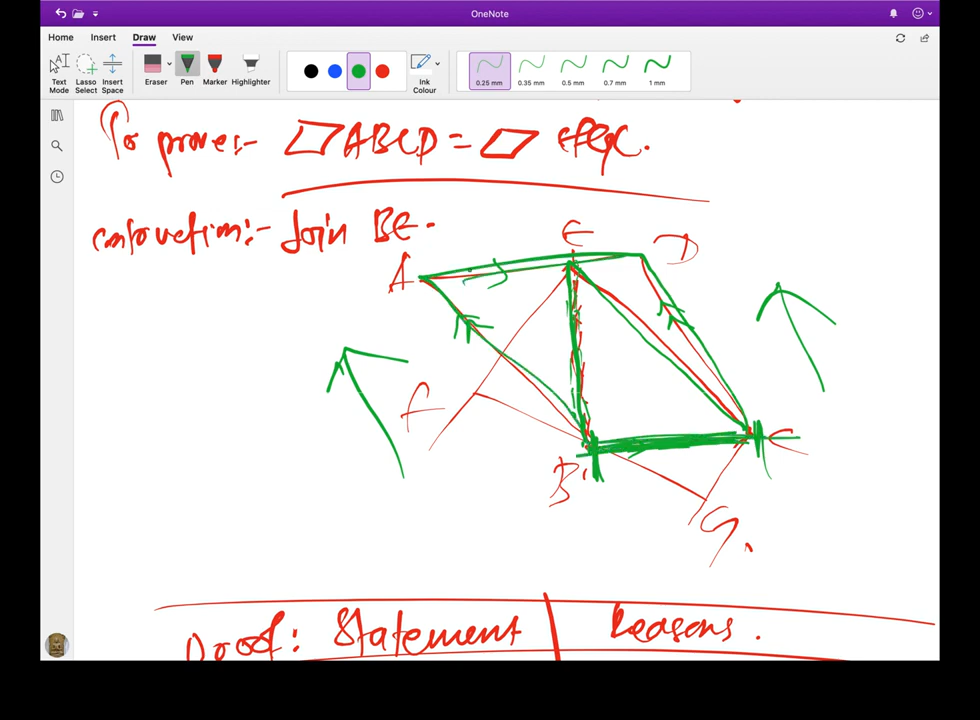 OneNote
Home Insert Draw View
Text Mode Lasso Select Insert Space Eraser Pen Marker Highlighter Ink Colour 0.25 mm 0.35 mm 0.5 mm 0.7 mm 1 mm
To prove:- ▱ABCD = ▱ EFGC.
Join BE.
E
D
A
F
B
C
G.
Proof: Statement Reasons.